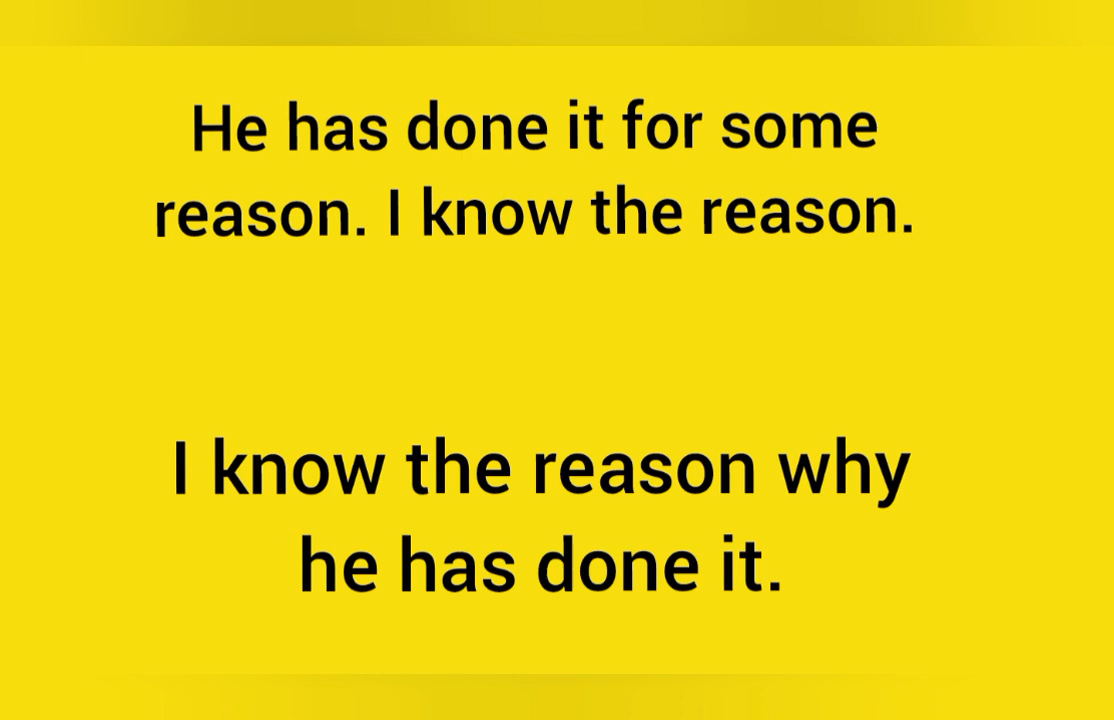 He has done it for some
reason. I know the reason.
I know the reason why
he has done it.